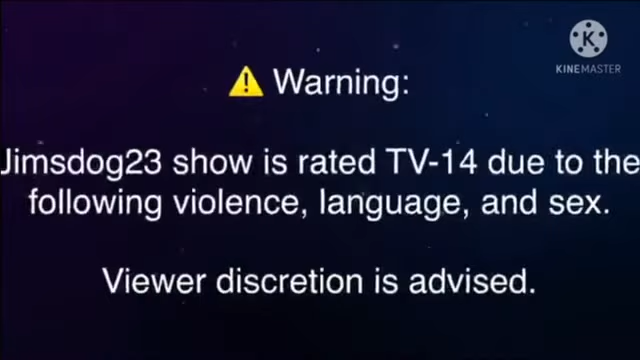 KINEMASTER
⚠️ Warning:
Jimsdog23 show is rated TV-14 due to the
following violence, language, and sex.
Viewer discretion is advised.